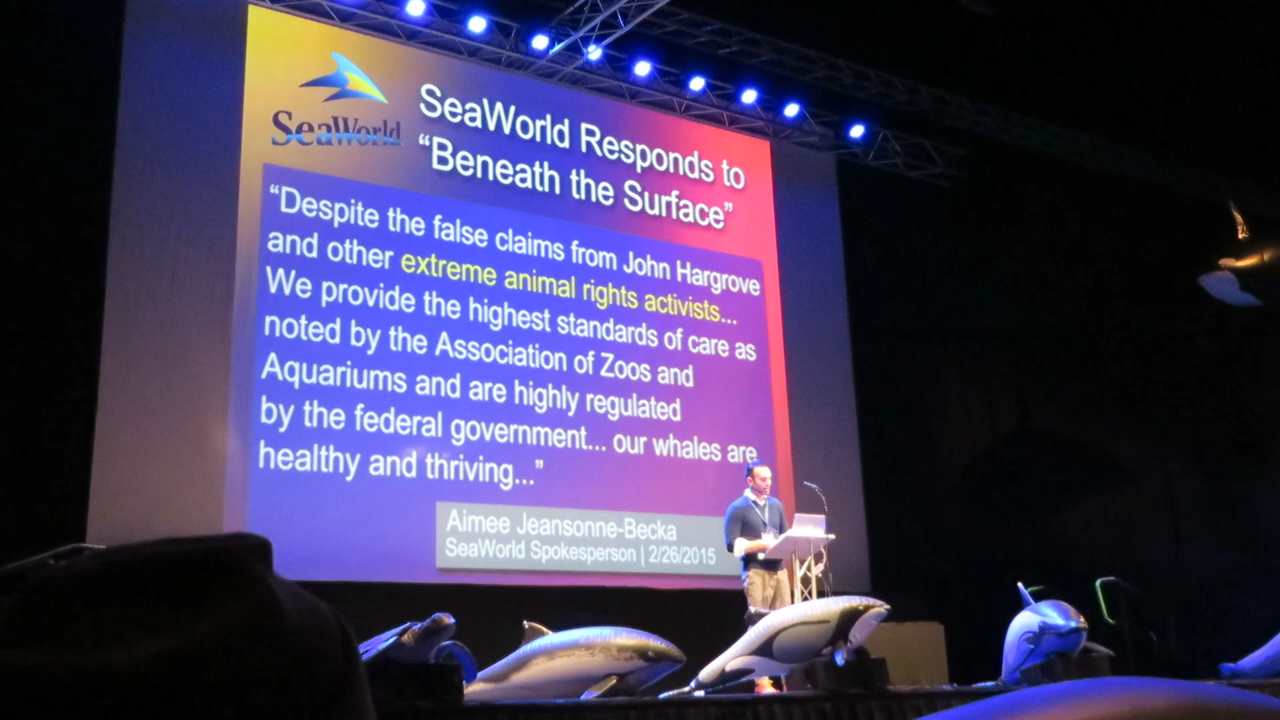 SeaWorld
SeaWorld Responds to
“Beneath the Surface”
“Despite the false claims from John Hargrove
and other extreme animal rights activists...
We provide the highest standards of care as
noted by the Association of Zoos and
Aquariums and are highly regulated
by the federal government... our whales are
healthy and thriving...”
Aimee Jeansonne-Becka
SeaWorld Spokesperson | 2/26/2015